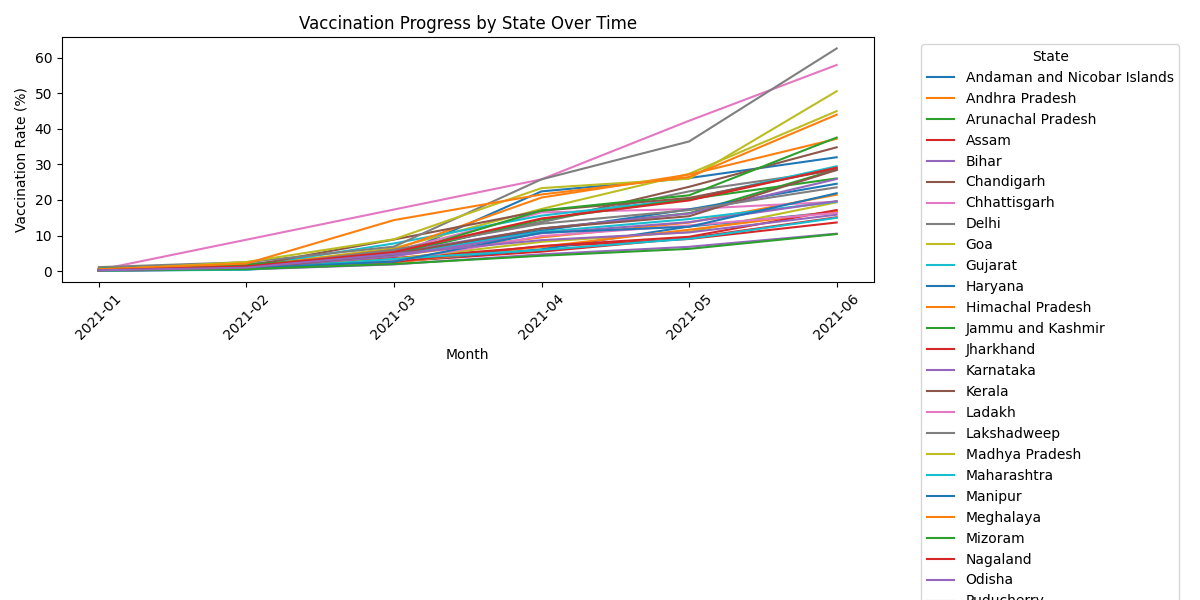 Vaccination Progress by State Over Time
Vaccination Rate (%)
60
50
40
30
20
10
0
2021-01
2021-02
2021-03
2021-04
2021-05
2021-06
Month
State
Andaman and Nicobar Islands
Andhra Pradesh
Arunachal Pradesh
Assam
Bihar
Chandigarh
Chhattisgarh
Delhi
Goa
Gujarat
Haryana
Himachal Pradesh
Jammu and Kashmir
Jharkhand
Karnataka
Kerala
Ladakh
Lakshadweep
Madhya Pradesh
Maharashtra
Manipur
Meghalaya
Mizoram
Nagaland
Odisha
Puducherry